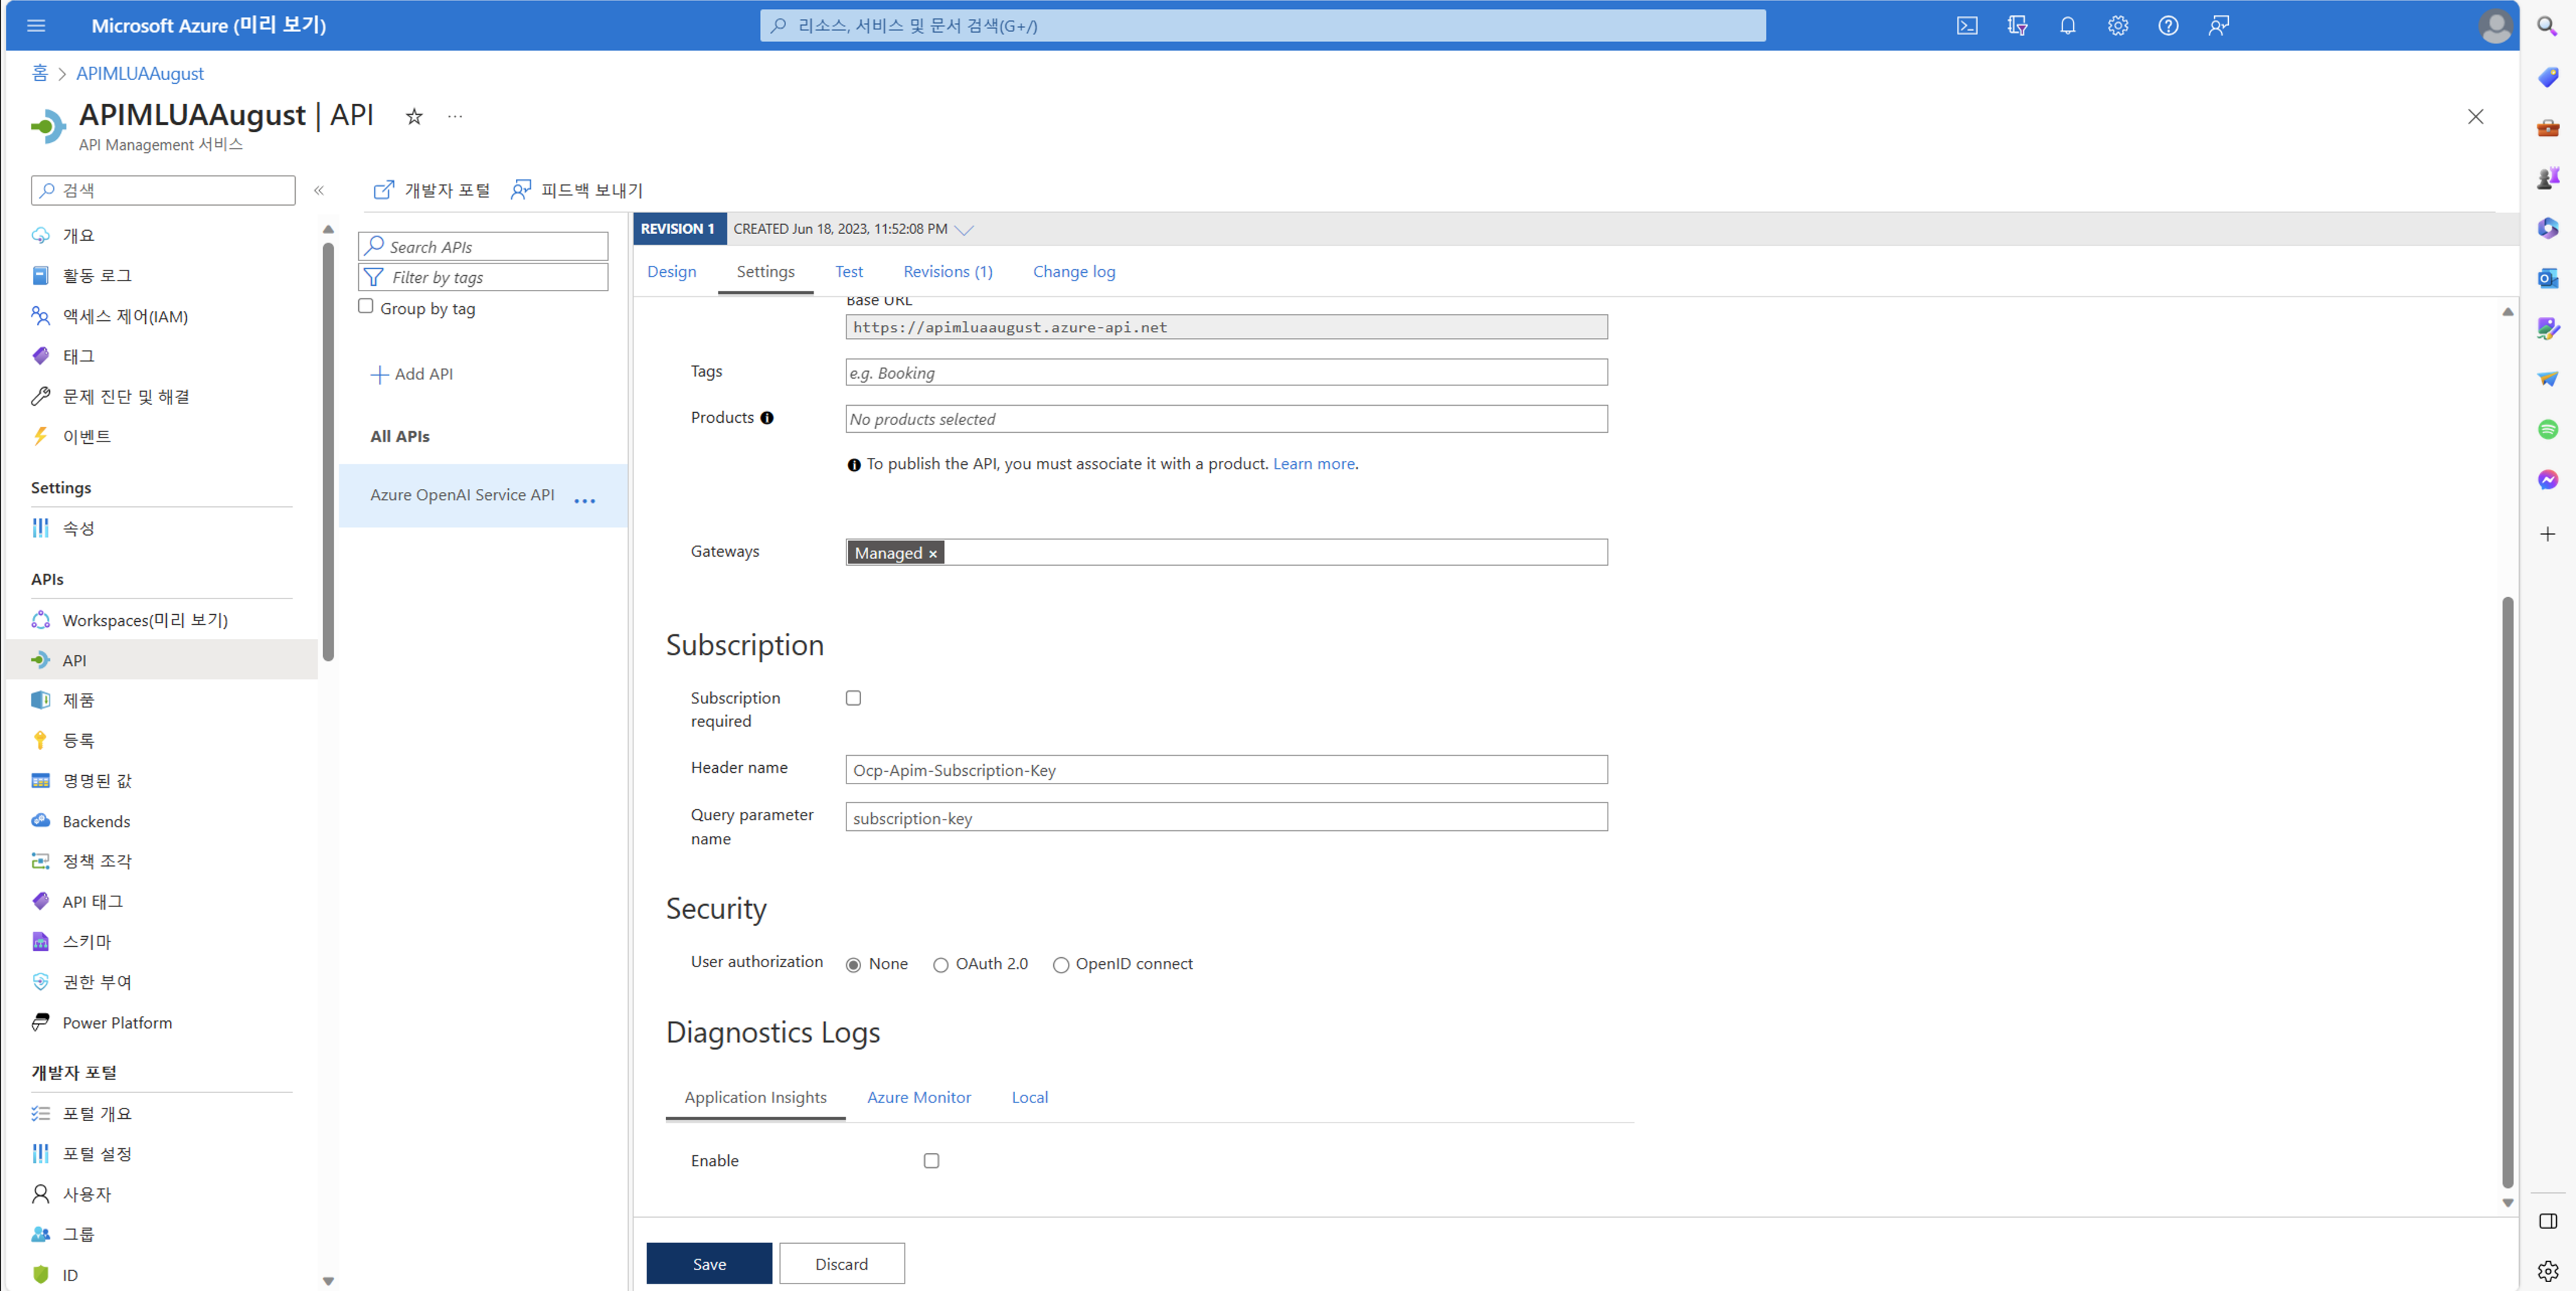 Microsoft Azure (미리 보기)
리소스, 서비스 및 문서 검색(G+/)
홈 > APIMLUAAugust
APIMLUAAugust | API
API Management 서비스
검색
개요
활동 로그
액세스 제어(IAM)
태그
문제 진단 및 해결
이벤트
Settings
속성
APIs
Workspaces(미리 보기)
API
제품
등록
명명된 값
Backends
정책 조각
API 태그
스키마
권한 부여
Power Platform
개발자 포털
포털 개요
포털 설정
사용자
그룹
ID
개발자 포털
피드백 보내기
Search APIs
Filter by tags
Group by tag
Add API
All APIs
Azure OpenAI Service API
REVISION 1 CREATED Jun 18, 2023, 11:52:08 PM
Design Settings Test Revisions (1) Change log
Base URL
https://apimluaaugust.azure-api.net
Tags e.g. Booking
Products No products selected
To publish the API, you must associate it with a product. Learn more.
Gateways Managed ×
Subscription
Subscription
required
Header name Ocp-Apim-Subscription-Key
Query parameter
name
subscription-key
Security
User authorization None OAuth 2.0 OpenID connect
Diagnostics Logs
Application Insights Azure Monitor Local
Enable
Save Discard